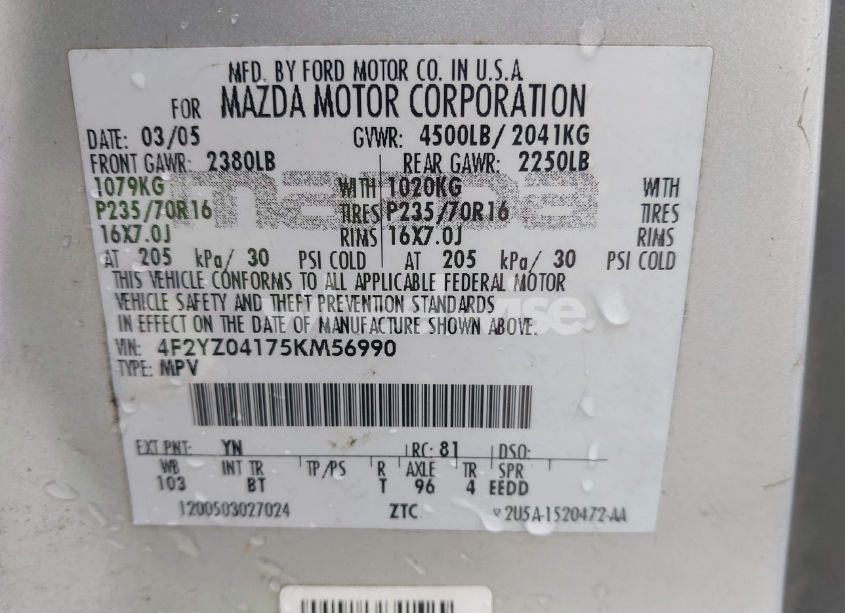 MFD. BY FORD MOTOR CO. IN U.S.A
FOR MAZDA MOTOR CORPORATION
DATE: 03/05 GVWR: 4500LB/2041KG
FRONT GAWR: 2380LB REAR GAWR: 2250LB
1079KG WITH 1020KG WITH
P235/70R16 TIRES P235/70R16 TIRES
16X7.0J RIMS 16X7.0J RIMS
AT 205 kPa/ 30 PSI COLD AT 205 kPa/ 30 PSI COLD
THIS VEHICLE CONFORMS TO ALL APPLICABLE FEDERAL MOTOR
VEHICLE SAFETY AND THEFT PREVENTION STANDARDS
IN EFFECT ON THE DATE OF MANUFACTURE SHOWN ABOVE.
VIN: 4F2YZ04175KM56990
TYPE: MPV
EXT PNT: YN RC: 81 DSO:
WB INT TR TP/PS R AXLE TR SPR
103 BT T 96 4 EEDD
1200503027024 ZTC v 2U5A-1520472-AA
mazda